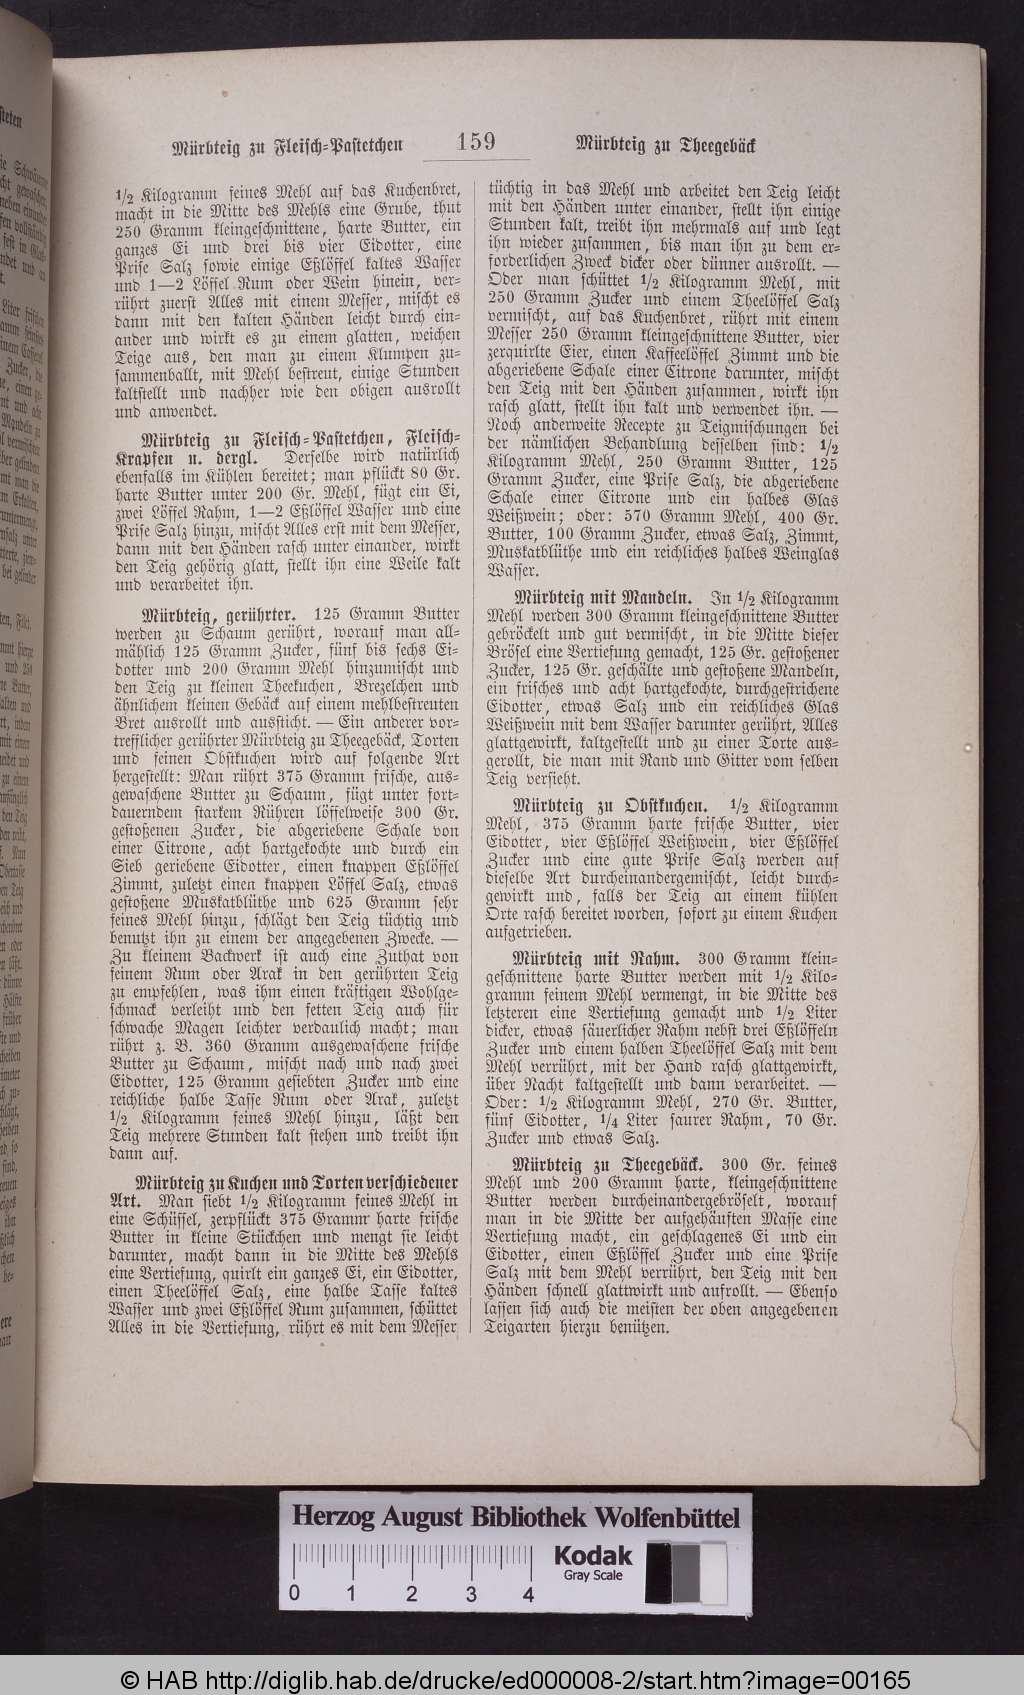 Mürbteig zu Fleisch-Pastetchen 159 Mürbteig zu Theegebäck
1/2 Kilogramm feines Mehl auf das Kuchenbret,
macht in die Mitte des Mehls eine Grube, thut
250 Gramm kleingeschnittene, harte Butter, ein
ganzes Ei und drei bis vier Eidotter, eine
Prise Salz sowie einige Eßlöffel kaltes Wasser
und 1—2 Löffel Rum oder Wein hinein, ver-
rührt zuerst Alles mit einem Messer, mischt es
dann mit den kalten Händen leicht durch ein-
ander und wirkt es zu einem glatten, weichen
Teige aus, den man zu einem Klumpen zu-
sammenballt, mit Mehl bestreut, einige Stunden
kaltstellt und nachher wie den obigen ausrollt
und anwendet.
Mürbteig zu Fleisch-Pastetchen, Fleisch-
Krapfen u. dergl. Derselbe wird natürlich
ebenfalls im Kühlen bereitet; man pflückt 80 Gr.
harte Butter unter 200 Gr. Mehl, fügt ein Ei,
zwei Löffel Rahm, 1—2 Eßlöffel Wasser und eine
Prise Salz hinzu, mischt Alles erst mit dem Messer,
dann mit den Händen rasch unter einander, wirkt
den Teig gehörig glatt, stellt ihn eine Weile kalt
und verarbeitet ihn.
Mürbteig, gerührter. 125 Gramm Butter
werden zu Schaum gerührt, worauf man all-
mählich 125 Gramm Zucker, fünf bis sechs Ei-
dotter und 200 Gramm Mehl hinzumischt und
den Teig zu kleinen Theekuchen, Brezelchen und
ähnlichem kleinen Gebäck auf einem mehlbestreuten
Bret ausrollt und aussticht. — Ein anderer vor-
trefflicher gerührter Mürbteig zu Theegebäck, Torten
und feinen Obstkuchen wird auf folgende Art
hergestellt: Man rührt 375 Gramm frische, aus-
gewaschene Butter zu Schaum, fügt unter fort-
dauerndem starkem Rühren löffelweise 300 Gr.
gestoßenen Zucker, die abgeriebene Schale von
einer Citrone, acht hartgekochte und durch ein
Sieb geriebene Eidotter, einen knappen Eßlöffel
Zimmt, zuletzt einen knappen Löffel Salz, etwas
gestoßene Muskatblüthe und 625 Gramm sehr
feines Mehl hinzu, schlägt den Teig tüchtig und
benutzt ihn zu einem der angegebenen Zwecke. —
Zu kleinem Backwerk ist auch eine Zuthat von
feinem Rum oder Arak in den gerührten Teig
zu empfehlen, was ihm einen kräftigen Wohlge-
schmack verleiht und den fetten Teig auch für
schwache Magen leichter verdaulich macht; man
rührt z. B. 360 Gramm ausgewaschene frische
Butter zu Schaum, mischt nach und nach zwei
Eidotter, 125 Gramm gesiebten Zucker und eine
reichliche halbe Tasse Rum oder Arak, zuletzt
1/2 Kilogramm feines Mehl hinzu, läßt den
Teig mehrere Stunden kalt stehen und treibt ihn
dann auf.
Mürbteig zu Kuchen und Torten verschiedener
Art. Man siebt 1/2 Kilogramm feines Mehl in
eine Schüssel, zerpflückt 375 Gramm harte frische
Butter in kleine Stückchen und mengt sie leicht
darunter, macht dann in die Mitte des Mehls
eine Vertiefung, quirlt ein ganzes Ei, ein Eidotter,
einen Theelöffel Salz, eine halbe Tasse kaltes
Wasser und zwei Eßlöffel Rum zusammen, schüttet
Alles in die Vertiefung, rührt es mit dem Messer
tüchtig in das Mehl und arbeitet den Teig leicht
mit den Händen unter einander, stellt ihn einige
Stunden kalt, treibt ihn mehrmals auf und legt
ihn wieder zusammen, bis man ihn zu dem er-
forderlichen Zweck dicker oder dünner ausrollt. —
Oder man schüttet 1/2 Kilogramm Mehl, mit
250 Gramm Zucker und einem Theelöffel Salz
vermischt, auf das Kuchenbret, rührt mit einem
Messer 250 Gramm kleingeschnittene Butter, vier
zerquirlte Eier, einen Kaffeelöffel Zimmt und die
abgeriebene Schale einer Citrone darunter, mischt
den Teig mit den Händen zusammen, wirkt ihn
rasch glatt, stellt ihn kalt und verwendet ihn. —
Noch anderweite Recepte zu Teigmischungen bei
der nämlichen Behandlung desselben sind: 1/2
Kilogramm Mehl, 250 Gramm Butter, 125
Gramm Zucker, eine Prise Salz, die abgeriebene
Schale einer Citrone und ein halbes Glas
Weißwein; oder: 570 Gramm Mehl, 400 Gr.
Butter, 100 Gramm Zucker, etwas Salz, Zimmt,
Muskatblüthe und ein reichliches halbes Weinglas
Wasser.
Mürbteig mit Mandeln. In 1/2 Kilogramm
Mehl werden 300 Gramm kleingeschnittene Butter
gebröckelt und gut vermischt, in die Mitte dieser
Brösel eine Vertiefung gemacht, 125 Gr. gestoßener
Zucker, 125 Gr. geschälte und gestoßene Mandeln,
ein frisches und acht hartgekochte, durchgestrichene
Eidotter, etwas Salz und ein reichliches Glas
Weißwein mit dem Wasser darunter gerührt, Alles
glattgewirkt, kaltgestellt und zu einer Torte aus-
gerollt, die man mit Rand und Gitter vom selben
Teig versieht.
Mürbteig zu Obstkuchen. 1/2 Kilogramm
Mehl, 375 Gramm harte frische Butter, vier
Eidotter, vier Eßlöffel Weißwein, vier Eßlöffel
Zucker und eine gute Prise Salz werden auf
dieselbe Art durcheinandergemischt, leicht durch-
gewirkt und, falls der Teig an einem kühlen
Orte rasch bereitet worden, sofort zu einem Kuchen
aufgetrieben.
Mürbteig mit Rahm. 300 Gramm klein-
geschnittene harte Butter werden mit 1/2 Kilo-
gramm feinem Mehl vermengt, in die Mitte des
letzteren eine Vertiefung gemacht und 1/2 Liter
dicker, etwas säuerlicher Rahm nebst drei Eßlöffeln
Zucker und einem halben Theelöffel Salz mit dem
Mehl verrührt, mit der Hand rasch glattgewirkt,
über Nacht kaltgestellt und dann verarbeitet. —
Oder: 1/2 Kilogramm Mehl, 270 Gr. Butter,
fünf Eidotter, 1/4 Liter saurer Rahm, 70 Gr.
Zucker und etwas Salz.
Mürbteig zu Theegebäck. 300 Gr. feines
Mehl und 200 Gramm harte, kleingeschnittene
Butter werden durcheinandergebröselt, worauf
man in die Mitte der aufgehäuften Masse eine
Vertiefung macht, ein geschlagenes Ei und ein
Eidotter, einen Eßlöffel Zucker und eine Prise
Salz mit dem Mehl verrührt, den Teig mit den
Händen schnell glattwirkt und aufrollt. — Ebenso
lassen sich auch die meisten der oben angegebenen
Teigarten hierzu benützen.
Herzog August Bibliothek Wolfenbüttel
0 1 2 3 4
Kodak
Gray Scale
© HAB http://diglib.hab.de/drucke/ed000008-2/start.htm?image=00165